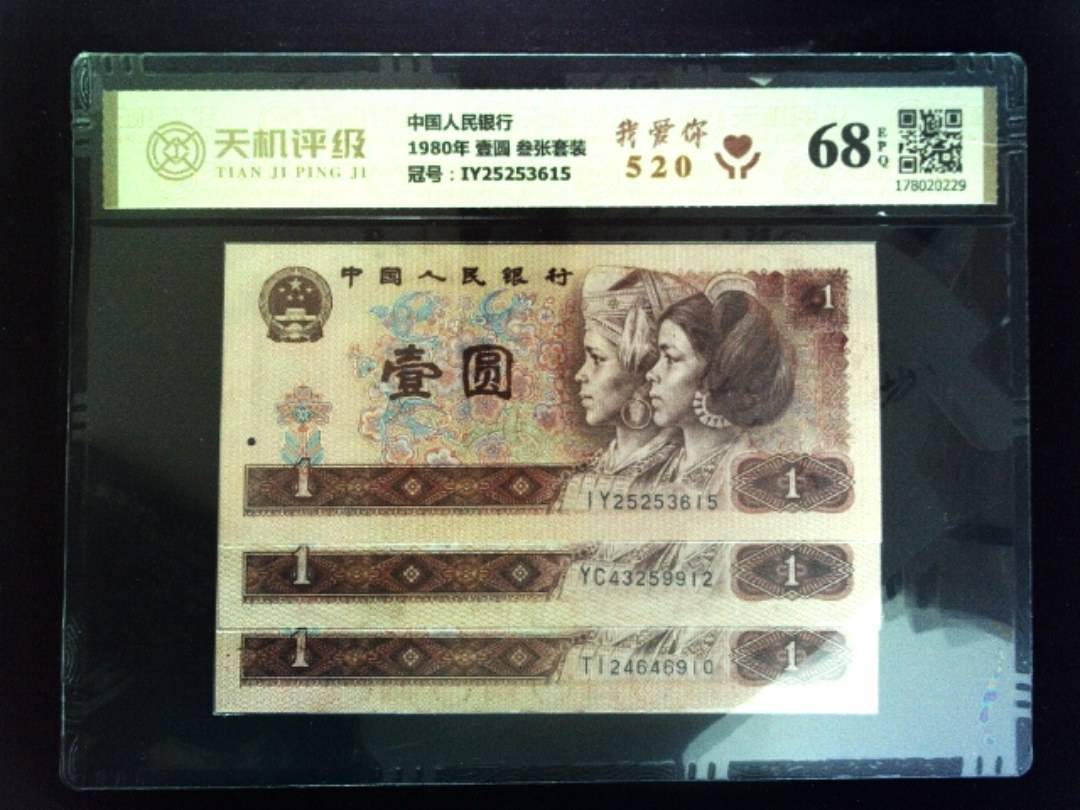 天机评级
TIAN JI PING JI
中国人民银行
1980年 壹圆 叁张套装
冠号：IY25253615
我爱你
520
68
EPQ
178020229
中国人民银行
1
壹圆
1
IY25253615
1
1
YC43259912
1
1
TI24646910
1